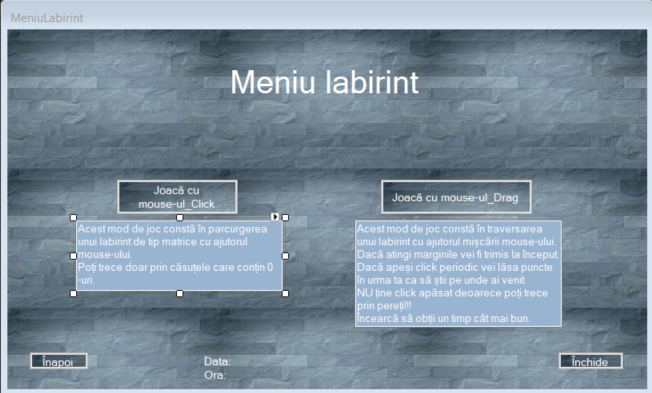 MeniuLabirint
Meniu labirint
Joacă cu
mouse-ul_Click
Acest mod de joc constă în parcurgerea
unui labirint de tip matrice cu ajutorul
mouse-ului.
Poți trece doar prin căsuțele care conțin 0
-uri.
Joacă cu mouse-ul_Drag
Acest mod de joc constă în traversarea
unui labirint cu ajutorul mișcării mouse-ului.
Dacă atingi marginile vei fi trimis la început.
Dacă apeși click periodic vei lăsa puncte
în urma ta ca să știi pe unde ai venit.
NU ține click apăsat deoarece poți trece
prin pereți!!!
Încearcă să obții un timp cât mai bun.
Înapoi
Data:
Ora:
Închide